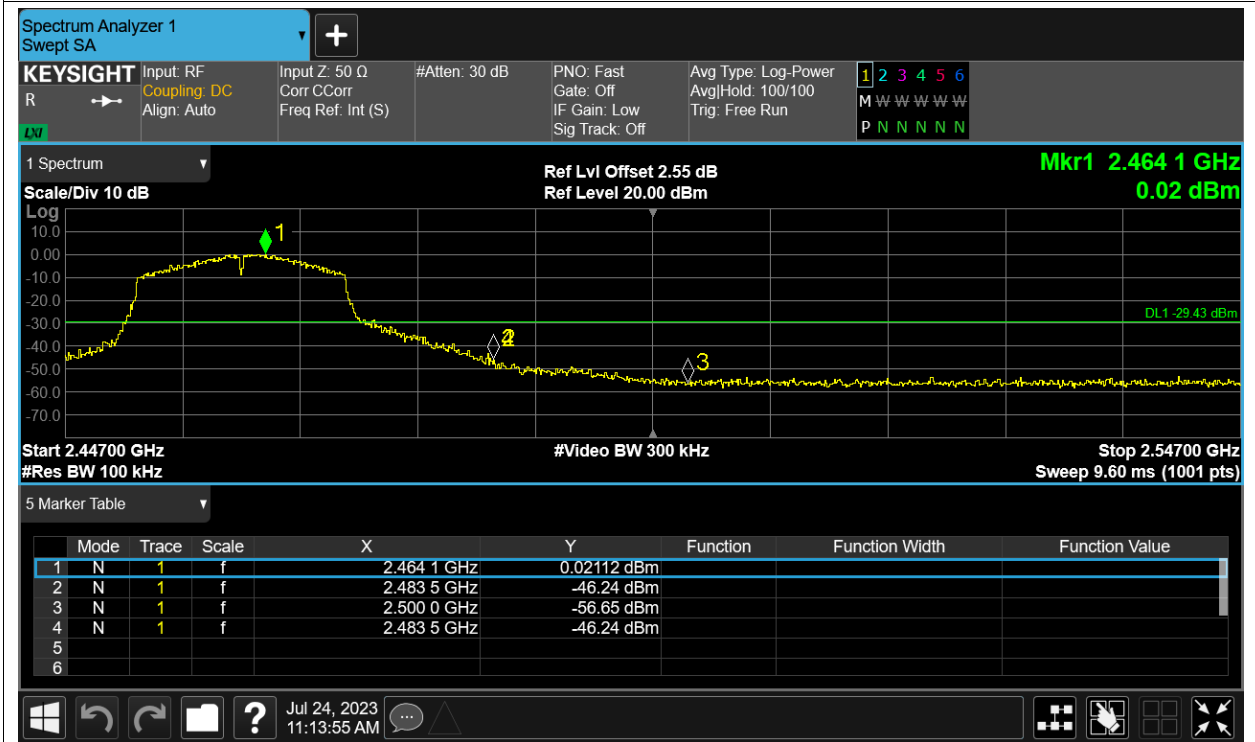 Spectrum Analyzer 1
Swept SA
KEYSIGHT
R
LXI
Input: RF
Coupling: DC
Align: Auto
Input Z: 50 Ω
Corr CCorr
Freq Ref: Int (S)
#Atten: 30 dB
PNO: Fast
Gate: Off
IF Gain: Low
Sig Track: Off
Avg Type: Log-Power
Avg|Hold: 100/100
Trig: Free Run
1 2 3 4 5 6
M W W W W W
P N N N N N
1 Spectrum
Scale/Div 10 dB
Ref Lvl Offset 2.55 dB
Ref Level 20.00 dBm
Mkr1 2.464 1 GHz
0.02 dBm
Log
10.0
0.00
-10.0
-20.0
-30.0
-40.0
-50.0
-60.0
-70.0
1
2
3
DL1 -29.43 dBm
Start 2.44700 GHz
#Video BW 300 kHz
Stop 2.54700 GHz
#Res BW 100 kHz
Sweep 9.60 ms (1001 pts)
5 Marker Table
Mode Trace Scale X Y Function Function Width Function Value
1 N 1 f 2.464 1 GHz 0.02112 dBm
2 N 1 f 2.483 5 GHz -46.24 dBm
3 N 1 f 2.500 0 GHz -56.65 dBm
4 N 1 f 2.483 5 GHz -46.24 dBm
5
6
?
Jul 24, 2023
11:13:55 AM